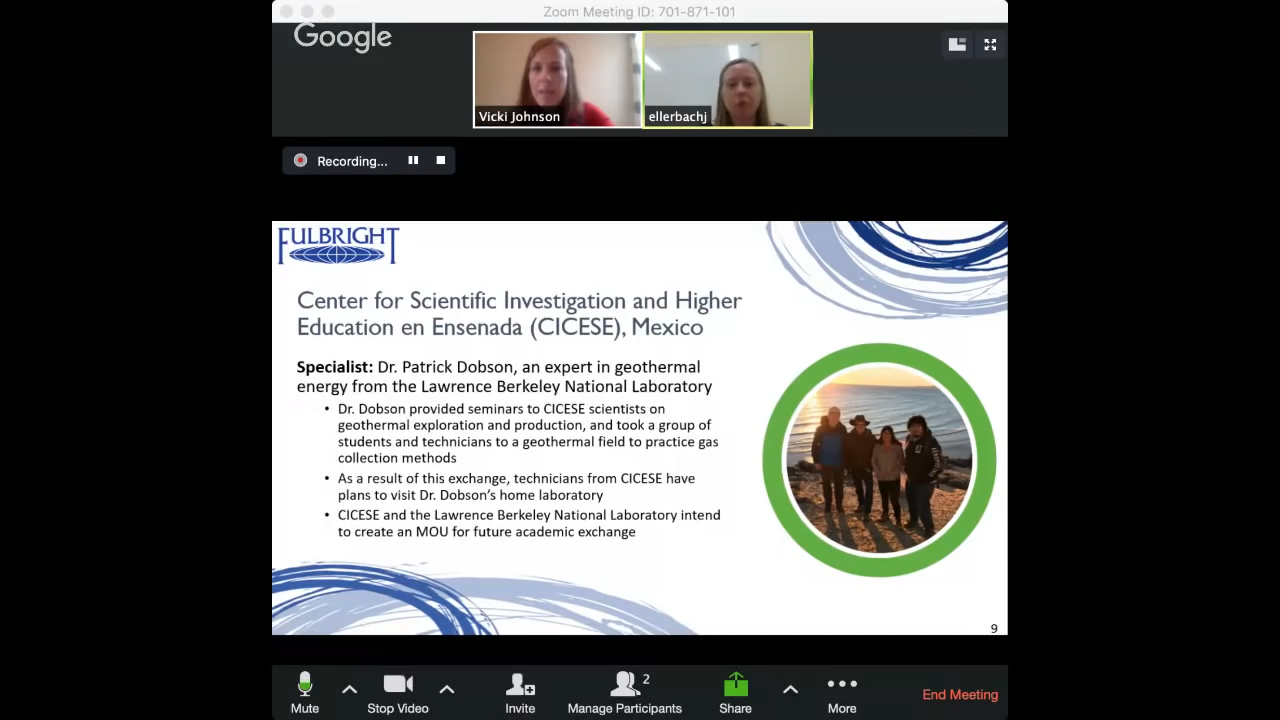 Zoom Meeting ID: 701-871-101
Google
Vicki Johnson
ellerbachj
Recording...
FULBRIGHT
Center for Scientific Investigation and Higher
Education en Ensenada (CICESE), Mexico
Specialist: Dr. Patrick Dobson, an expert in geothermal
energy from the Lawrence Berkeley National Laboratory
• Dr. Dobson provided seminars to CICESE scientists on
geothermal exploration and production, and took a group of
students and technicians to a geothermal field to practice gas
collection methods
• As a result of this exchange, technicians from CICESE have
plans to visit Dr. Dobson's home laboratory
• CICESE and the Lawrence Berkeley National Laboratory intend
to create an MOU for future academic exchange
9
2
Mute
Stop Video
Invite
Manage Participants
Share
More
End Meeting